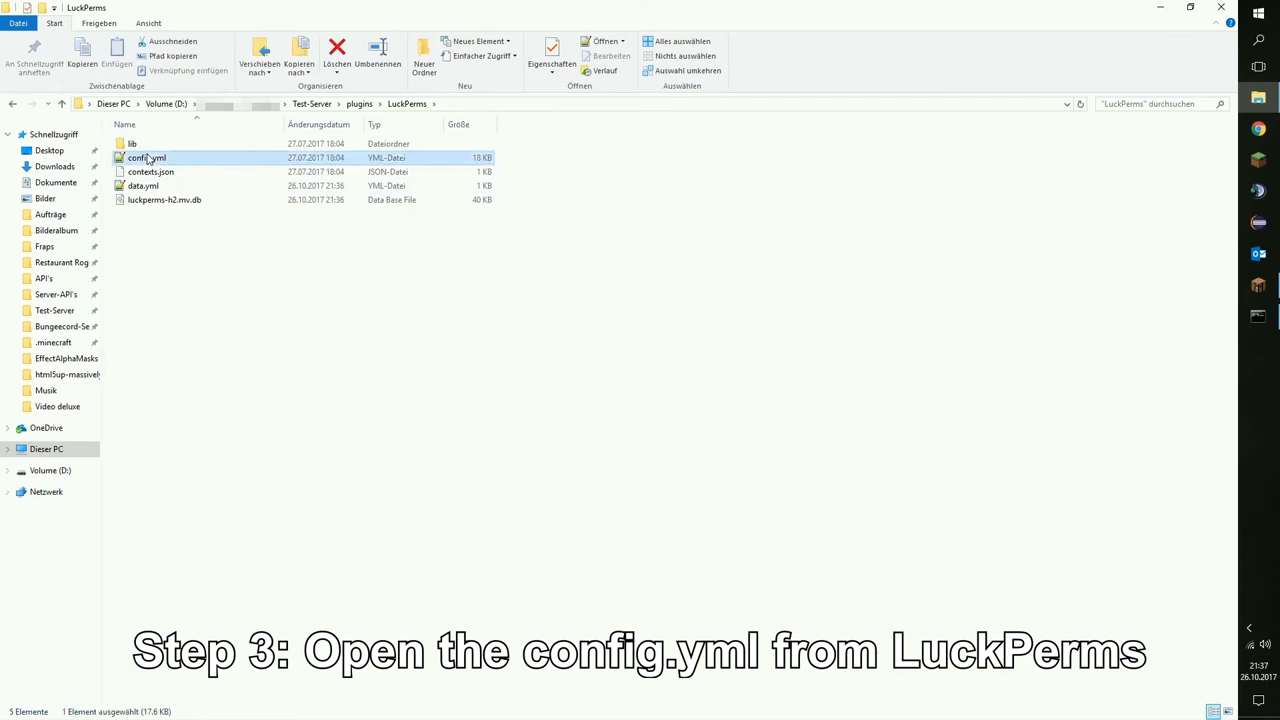 LuckPerms
Datei
Start
Freigeben
Ansicht
An Schnellzugriff
anheften
Kopieren
Einfügen
Ausschneiden
Pfad kopieren
Verknüpfung einfügen
Zwischenablage
Verschieben
nach
Kopieren
nach
Löschen
Umbenennen
Organisieren
Neuer
Ordner
Neues Element
Einfacher Zugriff
Neu
Eigenschaften
Öffnen
Bearbeiten
Verlauf
Öffnen
Alles auswählen
Nichts auswählen
Auswahl umkehren
Auswählen
Dieser PC
Volume (D:)
Test-Server
plugins
LuckPerms
"LuckPerms" durchsuchen
Name
Änderungsdatum
Typ
Größe
lib
27.07.2017 18:04
Dateiordner
config.yml
27.07.2017 18:04
YML-Datei
18 KB
contexts.json
27.07.2017 18:04
JSON-Datei
1 KB
data.yml
26.10.2017 21:36
YML-Datei
1 KB
luckperms-h2.mv.db
26.10.2017 21:36
Data Base File
40 KB
Schnellzugriff
Desktop
Downloads
Dokumente
Bilder
Aufträge
Bilderalbum
Fraps
Restaurant Rog
API's
Server-API's
Test-Server
Bungeecord-Se
.minecraft
EffectAlphaMasks
html5up-massively
Musik
Video deluxe
OneDrive
Dieser PC
Volume (D:)
Netzwerk
Step 3: Open the config.yml from LuckPerms
5 Elemente
1 Element ausgewählt (17.6 KB)
21:37
26.10.2017